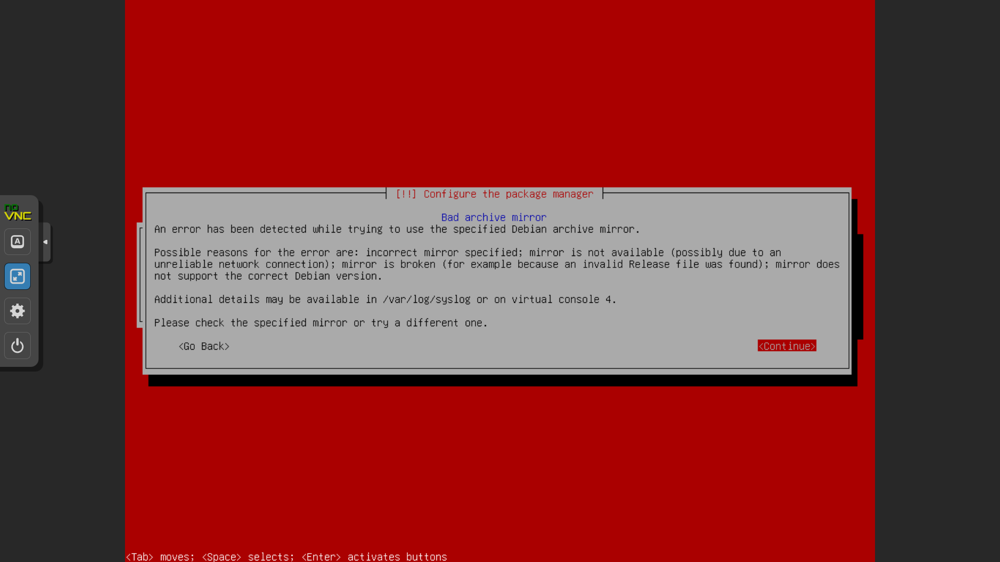 [!!] Configure the package manager
Bad archive mirror
An error has been detected while trying to use the specified Debian archive mirror.
Possible reasons for the error are: incorrect mirror specified; mirror is not available (possibly due to an
unreliable network connection); mirror is broken (for example because an invalid Release file was found); mirror does
not support the correct Debian version.
Additional details may be available in /var/log/syslog or on virtual console 4.
Please check the specified mirror or try a different one.
<Go Back> <Continue>
<Tab> moves; <Space> selects; <Enter> activates buttons
no
VNC
A